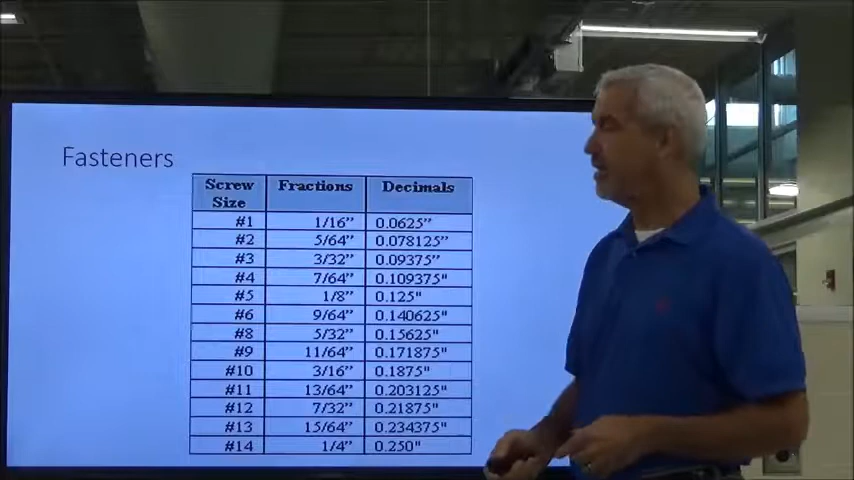 Fasteners
Screw Size Fractions Decimals
#1 1/16” 0.0625”
#2 5/64” 0.078125”
#3 3/32” 0.09375”
#4 7/64” 0.109375"
#5 1/8” 0.125"
#6 9/64” 0.140625"
#8 5/32” 0.15625"
#9 11/64” 0.171875"
#10 3/16” 0.1875"
#11 13/64” 0.203125"
#12 7/32” 0.21875"
#13 15/64” 0.234375"
#14 1/4” 0.250"